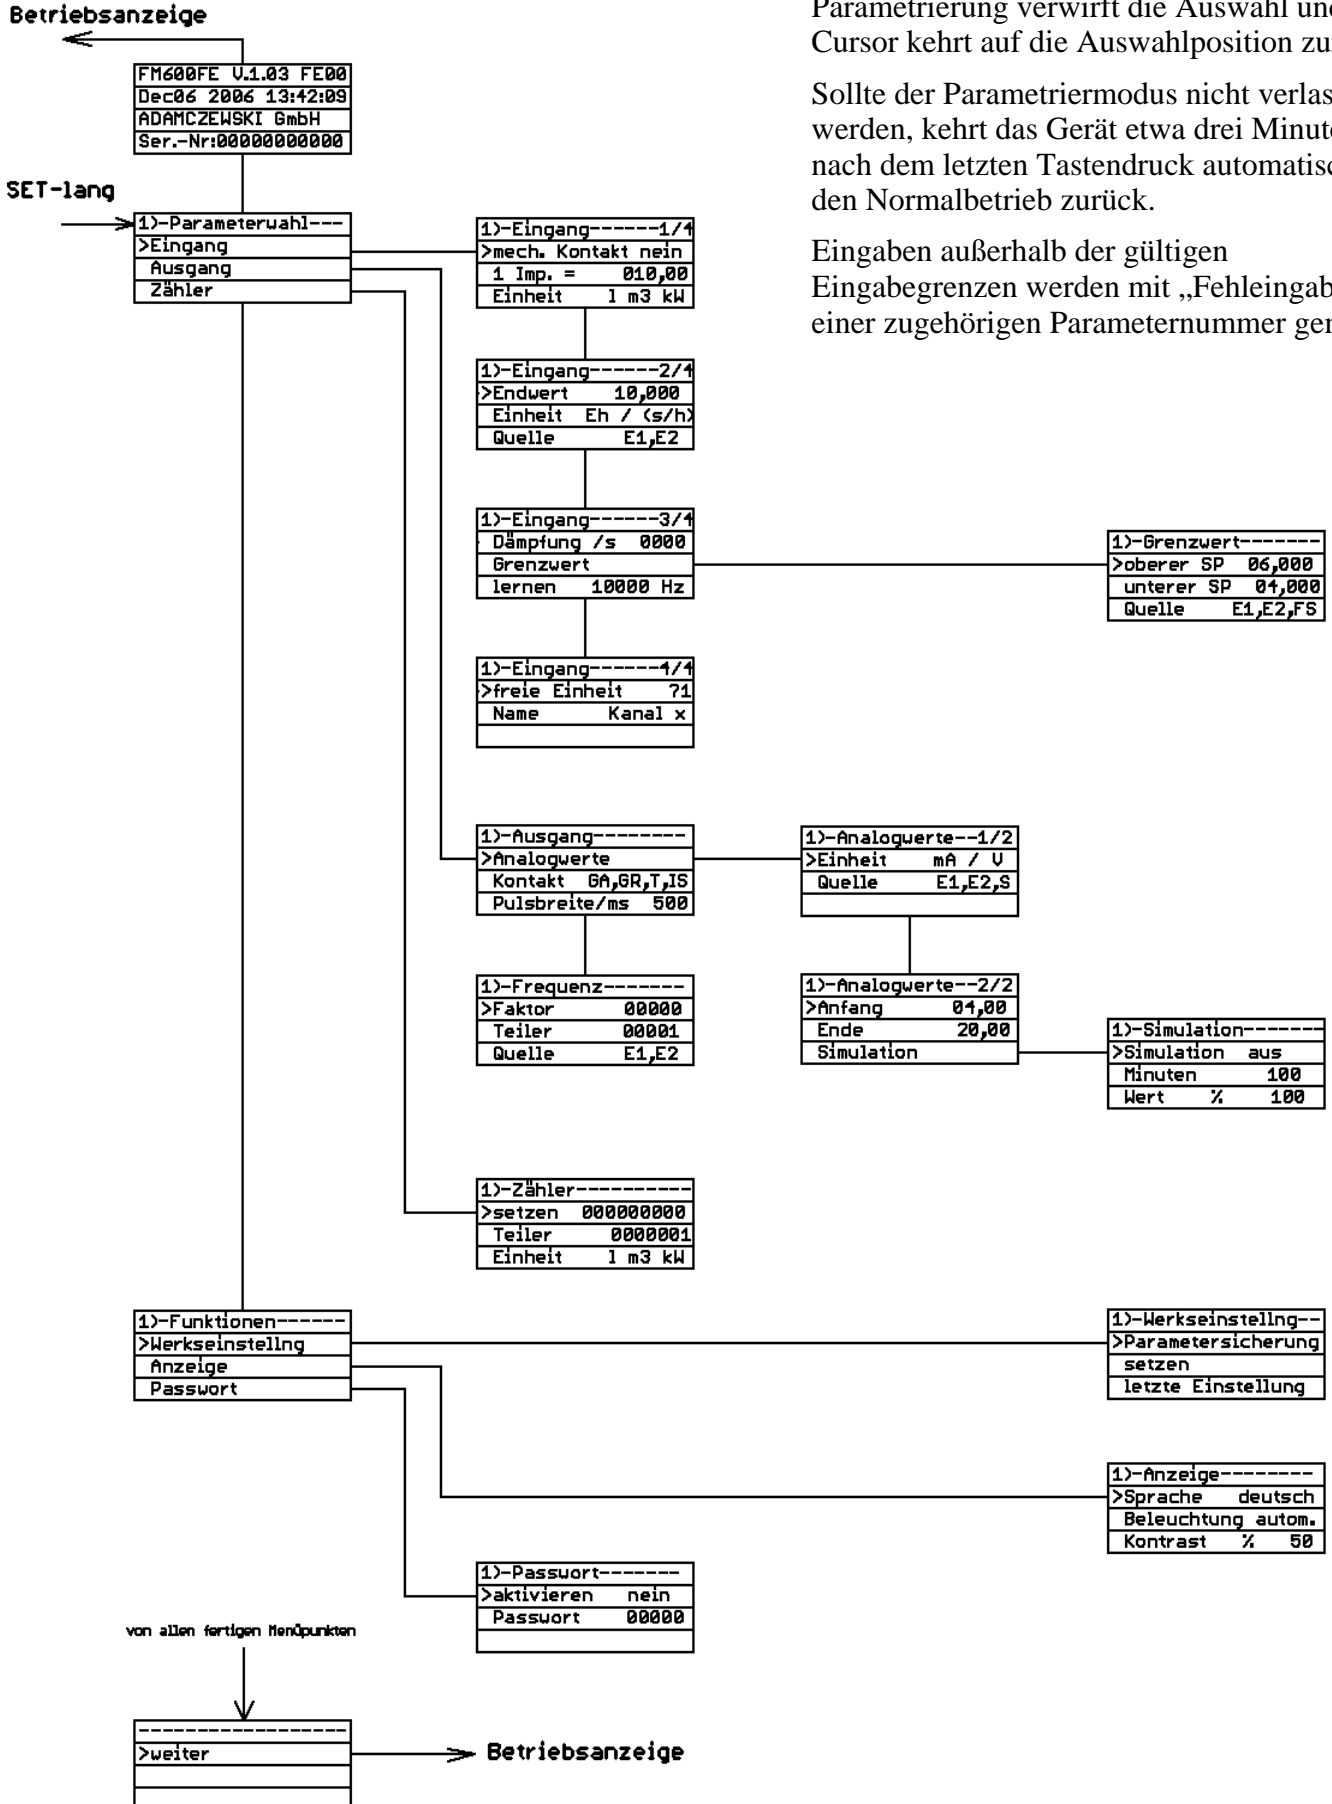 Betriebsanzeige
Parametrierung verwirft die Auswahl und
Cursor kehrt auf die Auswahlposition
Sollte der Parametriermodus nicht
werden, kehrt das Gerät etwa drei
nach dem letzten Tastendruck
den Normalbetrieb zurück.
Eingaben außerhalb der gültigen
Eingabegrenzen werden mit
einer zugehörigen Parameternummer
FM600FE V.1.03 FE00
Dec06 2006 13:42:09
ADAMCZEWSKI GmbH
Ser.-Nr:00000000000
SET-lang
1)-Parameterwahl---
>Eingang
Ausgang
Zähler
1)-Eingang------1/4
>mech. Kontakt nein
1 Imp. = 010,00
Einheit l m3 kW
1)-Eingang------2/4
>Endwert 10,000
Einheit Eh / (s/h)
Quelle E1,E2
1)-Eingang------3/4
Dämpfung /s 0000
Grenzwert
lernen 10000 Hz
1)-Grenzwert-------
>oberer SP 06,000
unterer SP 04,000
Quelle E1,E2,FS
1)-Eingang------4/4
>freie Einheit ?1
Name Kanal x
1)-Ausgang--------
>Analogwerte
Kontakt GA,GR,T,IS
Pulsbreite/ms 500
1)-Analogwerte--1/2
>Einheit mA / V
Quelle E1,E2,S
1)-Frequenz-------
>Faktor 00000
Teiler 00001
Quelle E1,E2
1)-Analogwerte--2/2
>Anfang 04,00
Ende 20,00
Simulation
1)-Simulation-------
>Simulation aus
Minuten 100
Wert % 100
1)-Zähler----------
>setzen 000000000
Teiler 0000001
Einheit l m3 kW
1)-Funktionen------
>Werkseinstellng
Anzeige
Passwort
1)-Werkseinstellng--
>Parametersicherung
setzen
letzte Einstellung
1)-Anzeige--------
>Sprache deutsch
Beleuchtung autom.
Kontrast % 50
1)-Passwort-------
>aktivieren nein
Passwort 00000
von allen fertigen Menüpunkten
------------------
>weiter
Betriebsanzeige